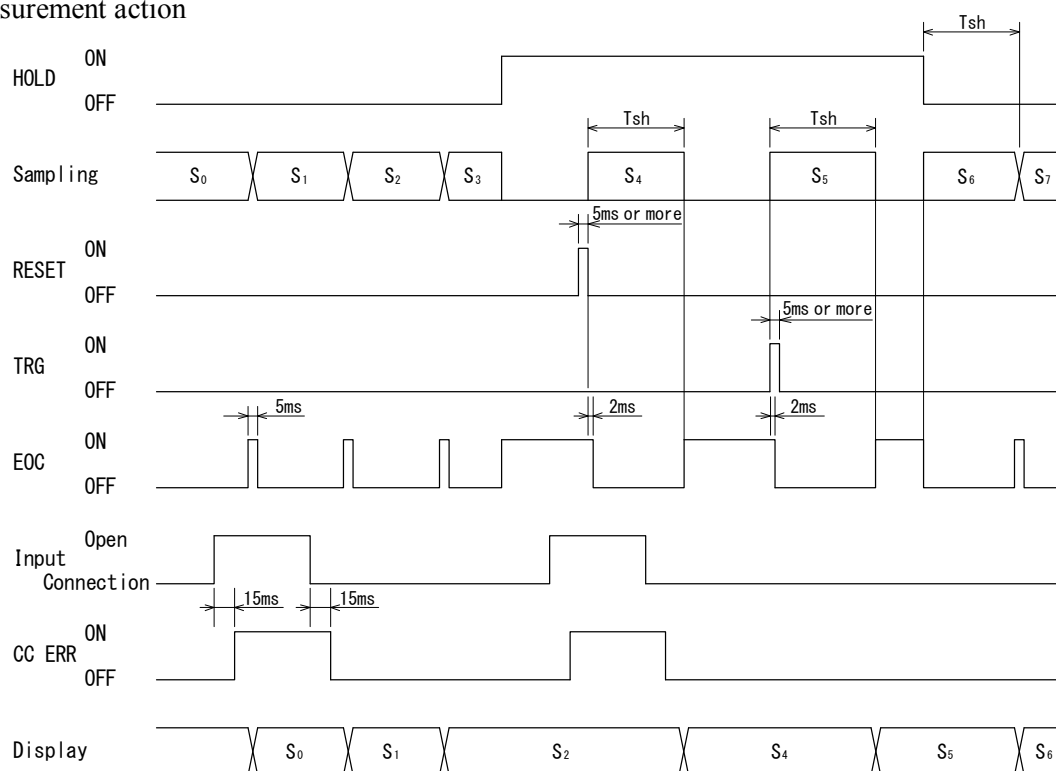 surement action
Tsh
ON
HOLD
OFF
Tsh Tsh
Sampling S₀ S₁ S₂ S₃ S₄ S₅ S₆ S₇
5ms or more
ON
RESET
OFF
5ms or more
ON
TRG
OFF
5ms 2ms 2ms
ON
EOC
OFF
Open
Input
Connection
15ms 15ms
ON
CC ERR
OFF
Display S₀ S₁ S₂ S₄ S₅ S₆